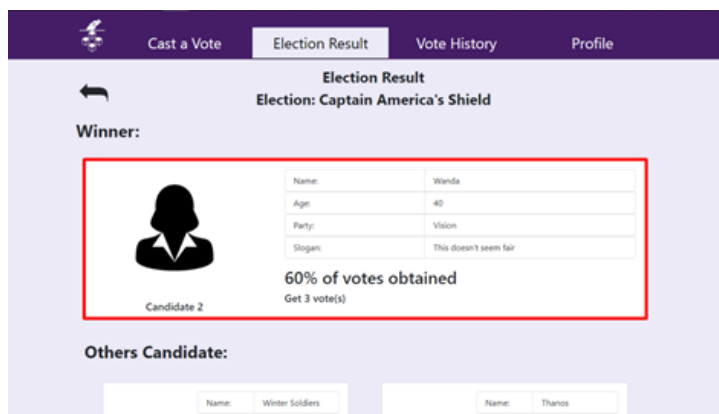 Cast a Vote Election Result Vote History Profile
Election Result
Election: Captain America's Shield
Winner:
Name: Wanda
Age: 40
Party: Vision
Slogan: This doesn't seem fair
60% of votes obtained
Get 3 vote(s)
Candidate 2
Others Candidate:
Name: Winter Soldiers Name: Thanos